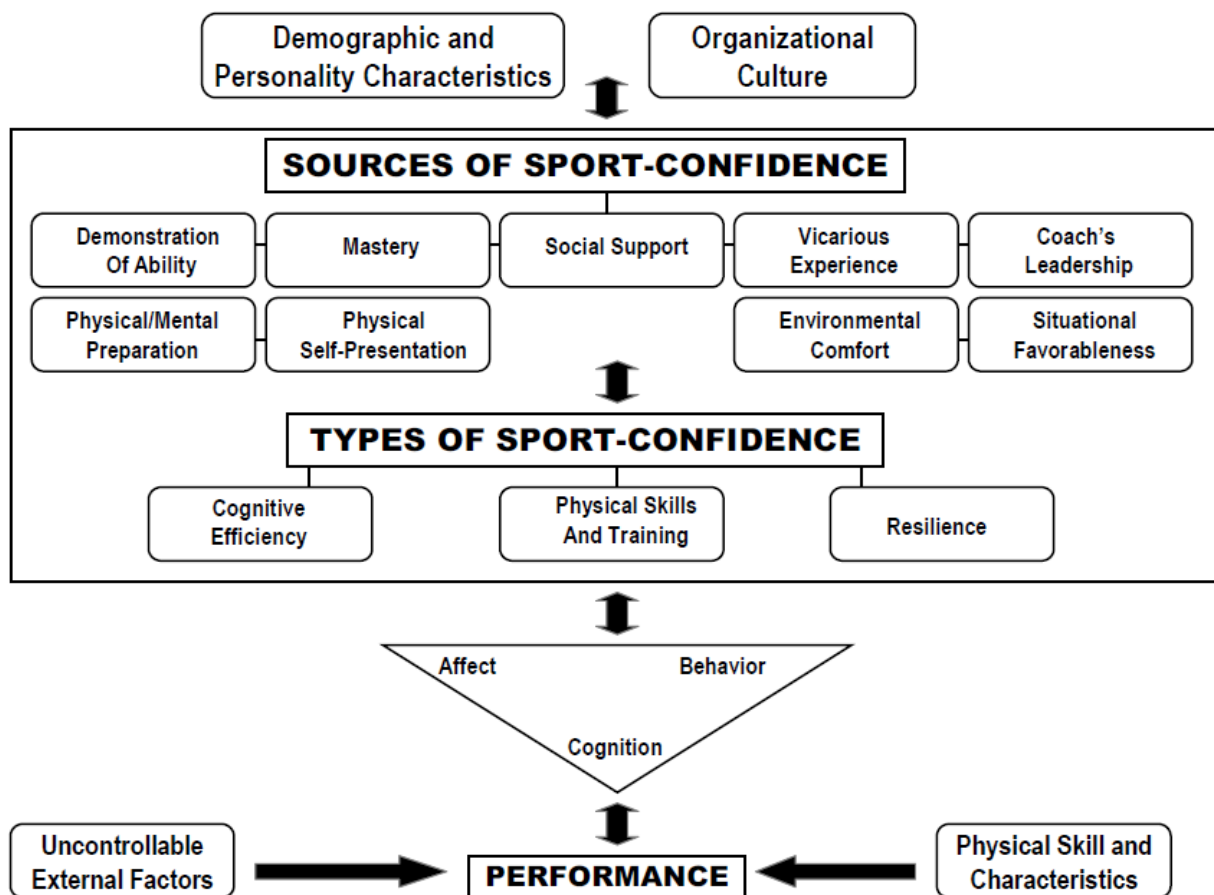 Demographic and
Personality Characteristics
Organizational
Culture
SOURCES OF SPORT-CONFIDENCE
Demonstration
Of Ability
Mastery
Social Support
Vicarious
Experience
Coach's
Leadership
Physical/Mental
Preparation
Physical
Self-Presentation
Environmental
Comfort
Situational
Favorableness
TYPES OF SPORT-CONFIDENCE
Cognitive
Efficiency
Physical Skills
And Training
Resilience
Affect
Behavior
Cognition
Uncontrollable
External Factors
PERFORMANCE
Physical Skill and
Characteristics